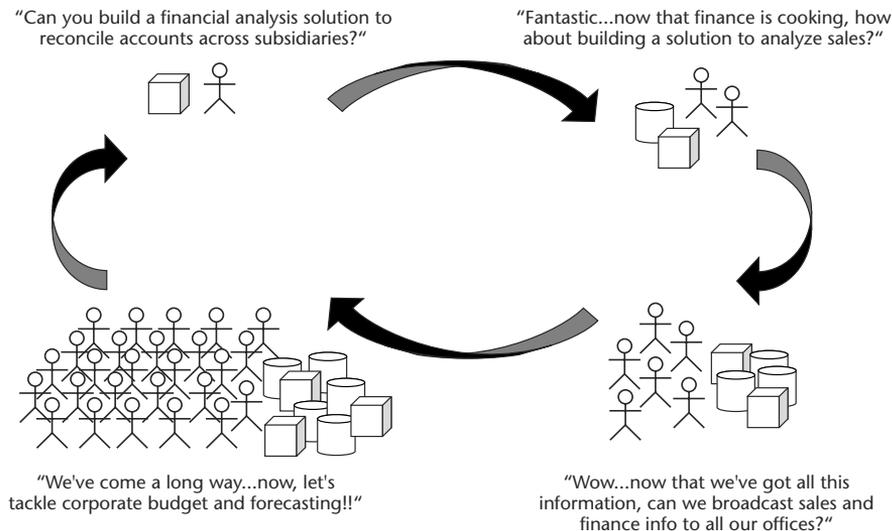 “Can you build a financial analysis solution to
reconcile accounts across subsidiaries?“
“Fantastic...now that finance is cooking, how
about building a solution to analyze sales?“
“We've come a long way...now, let's
tackle corporate budget and forecasting!!“
“Wow...now that we've got all this
information, can we broadcast sales and
finance info to all our offices?“